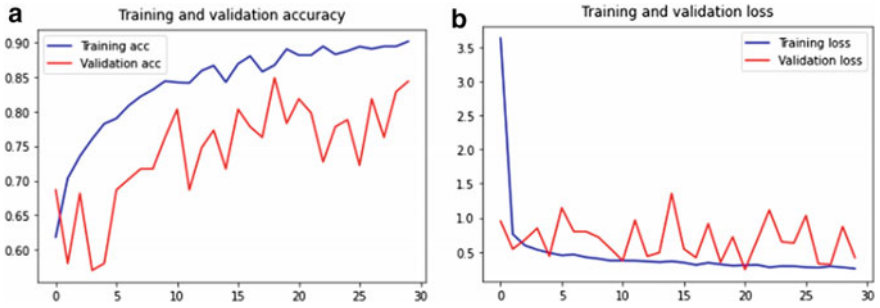 a
Training and validation accuracy
0.90
0.85
0.80
0.75
0.70
0.65
0.60
Training acc
Validation acc
0 5 10 15 20 25 30
b
Training and validation loss
3.5
3.0
2.5
2.0
1.5
1.0
0.5
Training loss
Validation loss
0 5 10 15 20 25 30